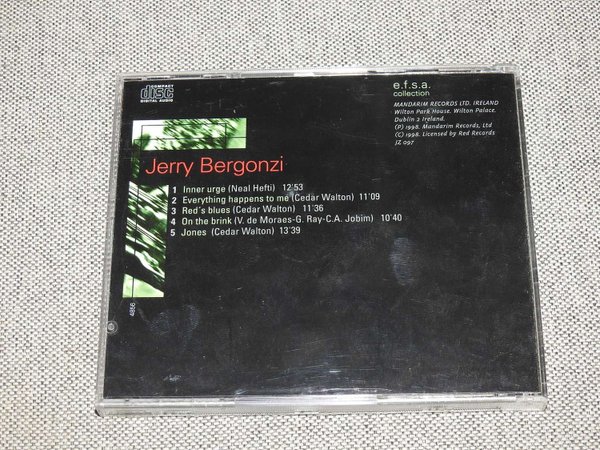 COMPACT
disc
DIGITAL AUDIO
e.f.s.a.
collection
MANDARIM RECORDS LTD. IRELAND
Wilton Park House. Wilton Palace.
Dublin 2 Ireland.
(P) 1998. Mandarim Records, Ltd
(C) 1998. Licensed by Red Records
JZ 097
Jerry Bergonzi
1 Inner urge (Neal Hefti) 12'53
2 Everything happens to me (Cedar Walton) 11'09
3 Red's blues (Cedar Walton) 11'36
4 On the brink (V. de Moraes-G. Ray-C.A. Jobim) 10'40
5 Jones (Cedar Walton) 13'39
4856